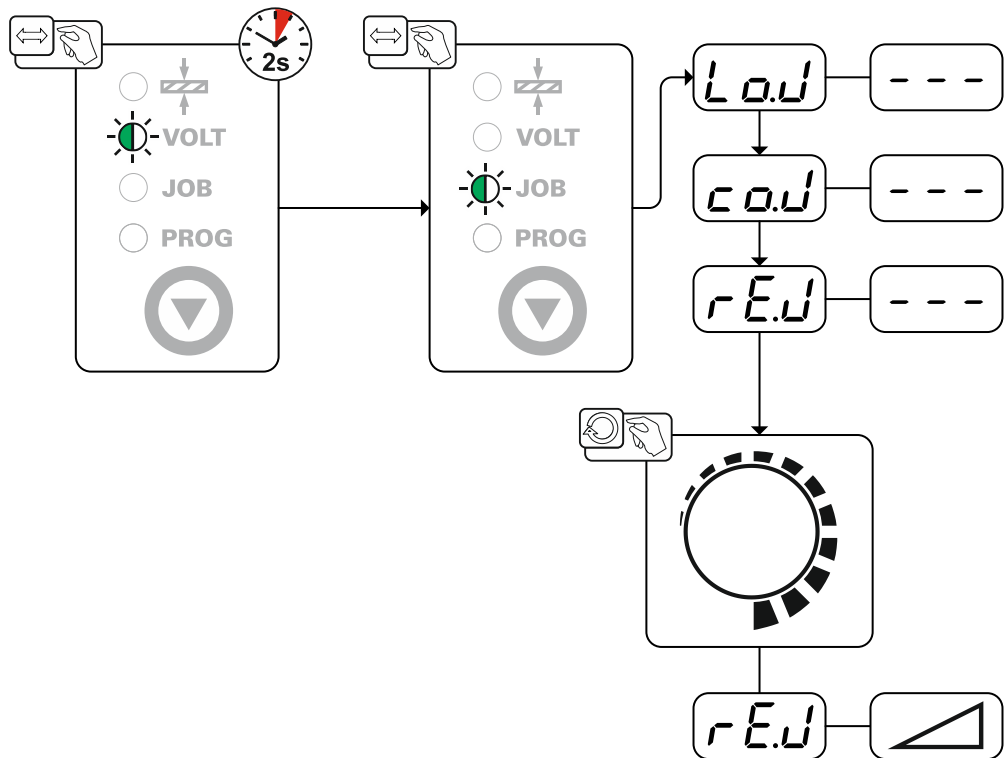 2s
VOLT
JOB
PROG
VOLT
JOB
PROG
Lo.J
- - -
co.J
- - -
rE.J
- - -
rE.J